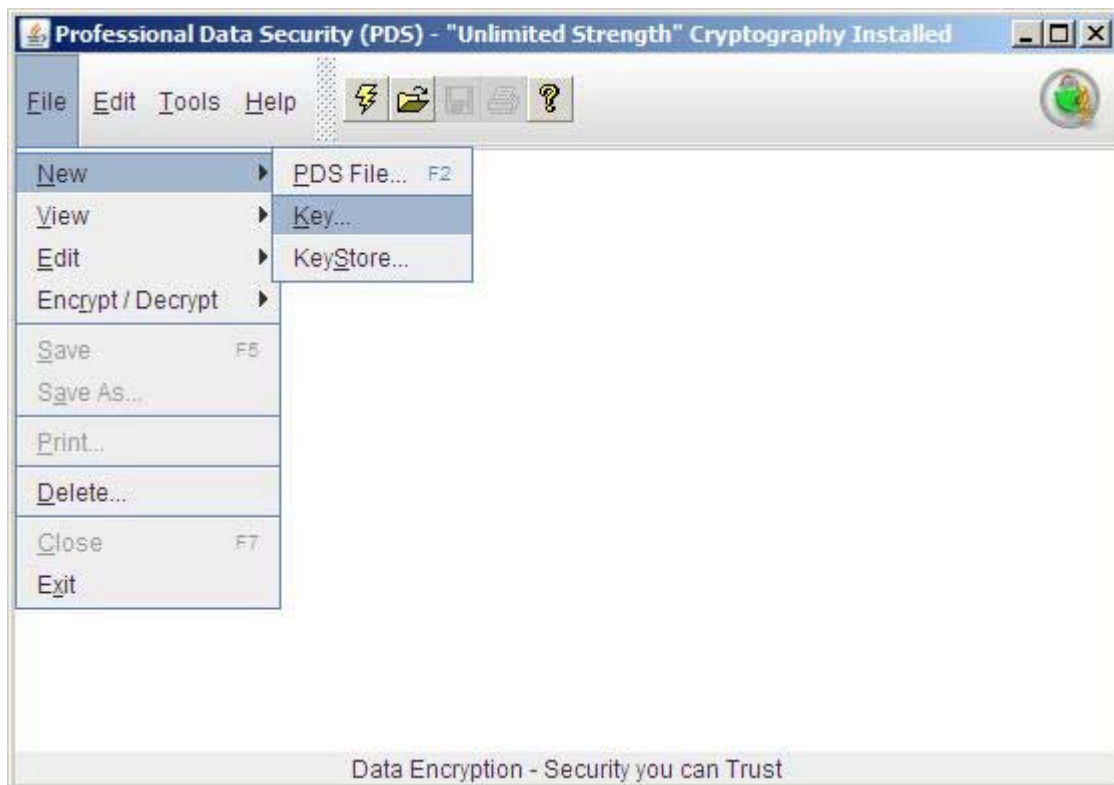 Professional Data Security (PDS) - "Unlimited Strength" Cryptography Installed
File Edit Tools Help
New PDS File... F2
View Key...
Edit KeyStore...
Encrypt / Decrypt
Save F5
Save As...
Print...
Delete...
Close F7
Exit
Data Encryption - Security you can Trust